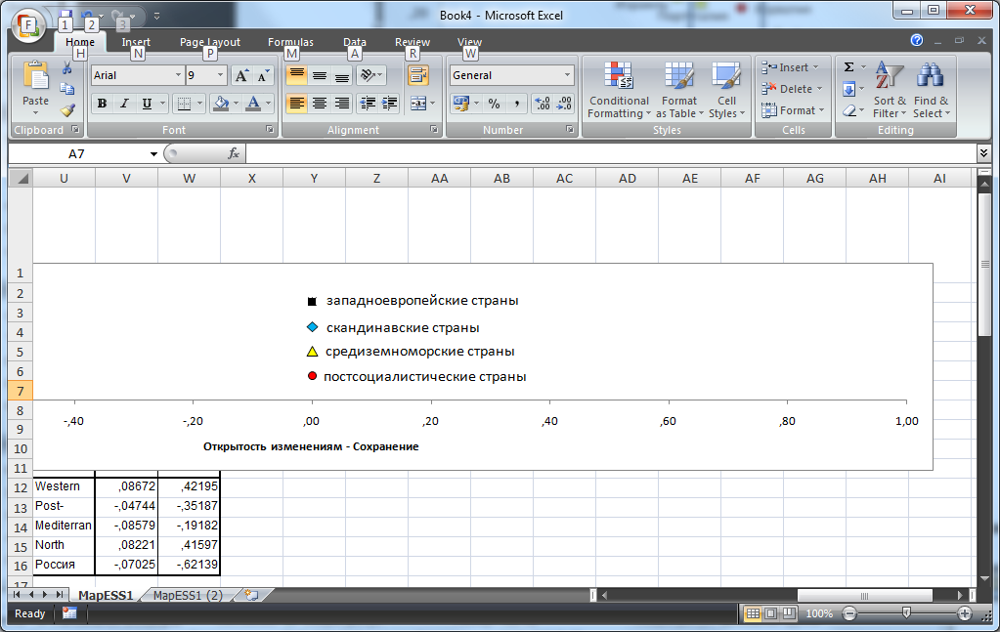 Book4 - Microsoft Excel
F 1 2 3
Home Insert Page Layout Formulas Data Review View
H N P M A R W
Arial 9 General
Paste B I U % ,
Conditional Formatting Format as Table Cell Styles
Insert
Delete
Format
Σ Sort & Filter Find & Select
Clipboard Font Alignment Number Styles Cells Editing
A7 fx
U V W X Y Z AA AB AC AD AE AF AG AH AI
1
2 западноевропейские страны
3
4 скандинавские страны
5 средиземноморские страны
6 постсоциалистические страны
7
8
9 -,40 -,20 ,00 ,20 ,40 ,60 ,80 1,00
10 Открытость изменениям - Сохранение
11
12 Western ,08672 ,42195
13 Post- -,04744 -,35187
14 Mediterran -,08579 -,19182
15 North ,08221 ,41597
16 Россия -,07025 -,62139
17
MapESS1 MapESS1 (2)
Ready 100%